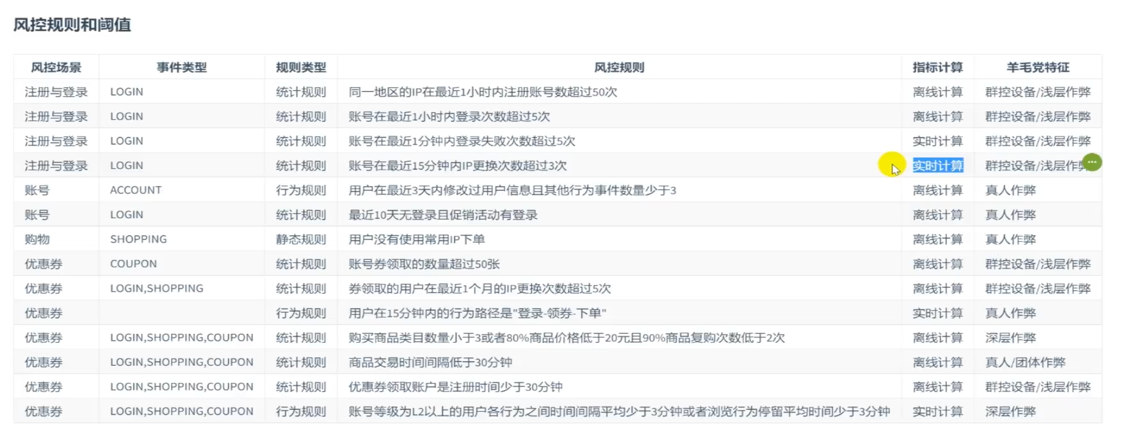 风控规则和阈值
风控场景 事件类型 规则类型 风控规则 指标计算 羊毛党特征
注册与登录 LOGIN 统计规则 同一地区的IP在最近1小时内注册账号数超过50次 离线计算 群控设备/浅层作弊
注册与登录 LOGIN 统计规则 账号在最近1小时内登录次数超过5次 离线计算 群控设备/浅层作弊
注册与登录 LOGIN 统计规则 账号在最近1分钟内登录失败次数超过5次 实时计算 群控设备/浅层作弊
注册与登录 LOGIN 统计规则 账号在最近15分钟内IP更换次数超过3次 实时计算 群控设备/浅层作弊
账号 ACCOUNT 行为规则 用户在最近3天内修改过用户信息且其他行为事件数量少于3 离线计算 真人作弊
账号 LOGIN 统计规则 最近10天无登录且促销活动有登录 离线计算 真人作弊
购物 SHOPPING 静态规则 用户没有使用常用IP下单 离线计算 真人作弊
优惠券 COUPON 统计规则 账号券领取的数量超过50张 离线计算 群控设备/浅层作弊
优惠券 LOGIN,SHOPPING 统计规则 券领取的用户在最近1个月的IP更换次数超过5次 离线计算 群控设备/浅层作弊
优惠券 行为规则 用户在15分钟内的行为路径是"登录-领券-下单" 实时计算 真人作弊
优惠券 LOGIN,SHOPPING,COUPON 统计规则 购买商品类目数量小于3或者80%商品价格低于20元且90%商品复购次数低于2次 离线计算 深层作弊
优惠券 LOGIN,SHOPPING,COUPON 统计规则 商品交易时间间隔低于30分钟 离线计算 真人/团体作弊
优惠券 LOGIN,SHOPPING,COUPON 统计规则 优惠券领取账户是注册时间少于30分钟 离线计算 群控设备/浅层作弊
优惠券 LOGIN,SHOPPING,COUPON 行为规则 账号等级为L2以上的用户各行为之间时间间隔平均少于3分钟或者浏览行为停留平均时间少于3分钟 实时计算 深层作弊